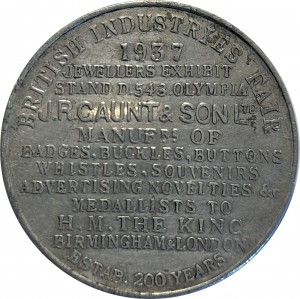 BRITISH INDUSTRIES FAIR
1937
JEWELLERS EXHIBIT
STAND D.543. OLYMPIA
J.R.GAUNT & SON LTD.
MANUFRS. OF
BADGES, BUCKLES, BUTTONS
WHISTLES, SOUVENIRS
ADVERTISING NOVELTIES &
MEDALLISTS TO
H.M. THE KING
BIRMINGHAM & LONDON
ESTAB. 200 YEARS